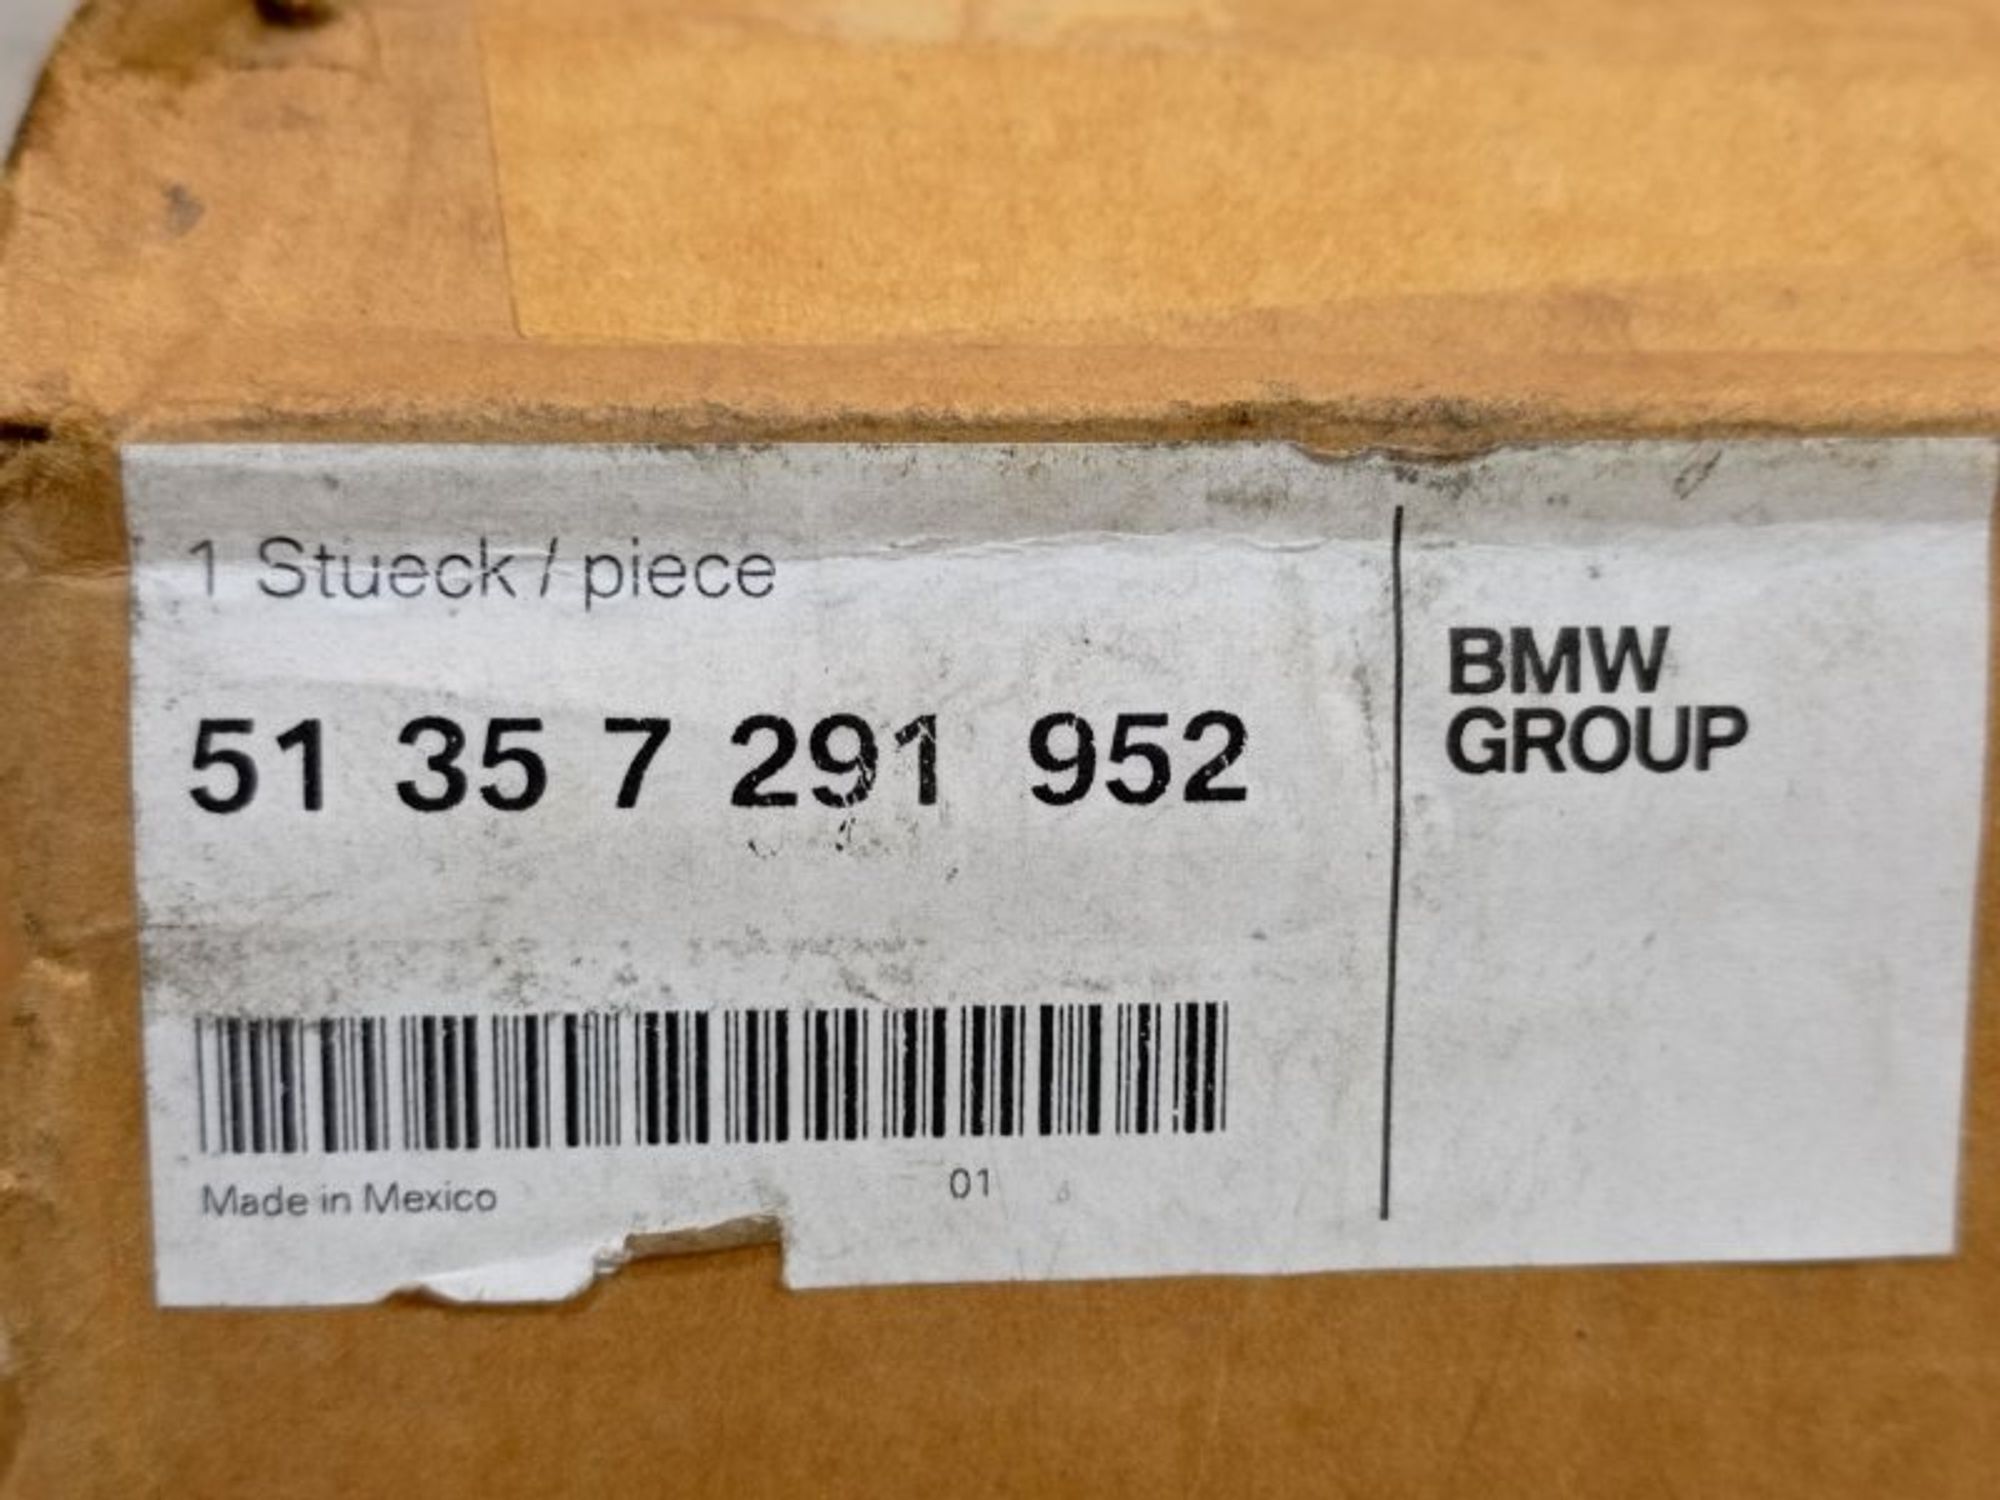 1 Stueck / piece
51 35 7 291 952
BMW
GROUP
Made in Mexico
01